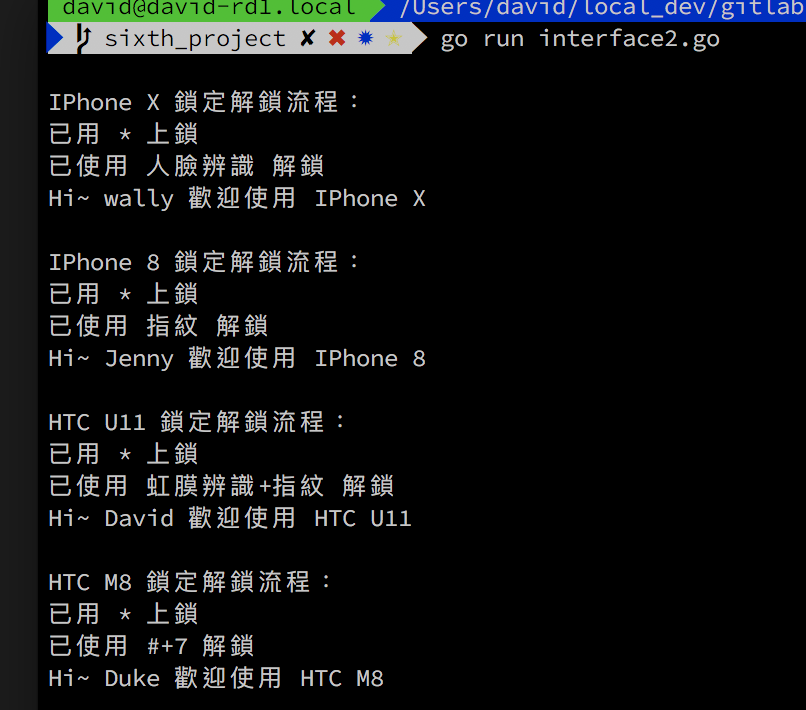 david@david-rd1.local /Users/david/local_dev/gitlab
sixth_project ✘ ✖ ✹ ✭ go run interface2.go
IPhone X 鎖定解鎖流程：
已用 * 上鎖
已使用 人臉辨識 解鎖
Hi~ wally 歡迎使用 IPhone X
IPhone 8 鎖定解鎖流程：
已用 * 上鎖
已使用 指紋 解鎖
Hi~ Jenny 歡迎使用 IPhone 8
HTC U11 鎖定解鎖流程：
已用 * 上鎖
已使用 虹膜辨識+指紋 解鎖
Hi~ David 歡迎使用 HTC U11
HTC M8 鎖定解鎖流程：
已用 * 上鎖
已使用 #+7 解鎖
Hi~ Duke 歡迎使用 HTC M8